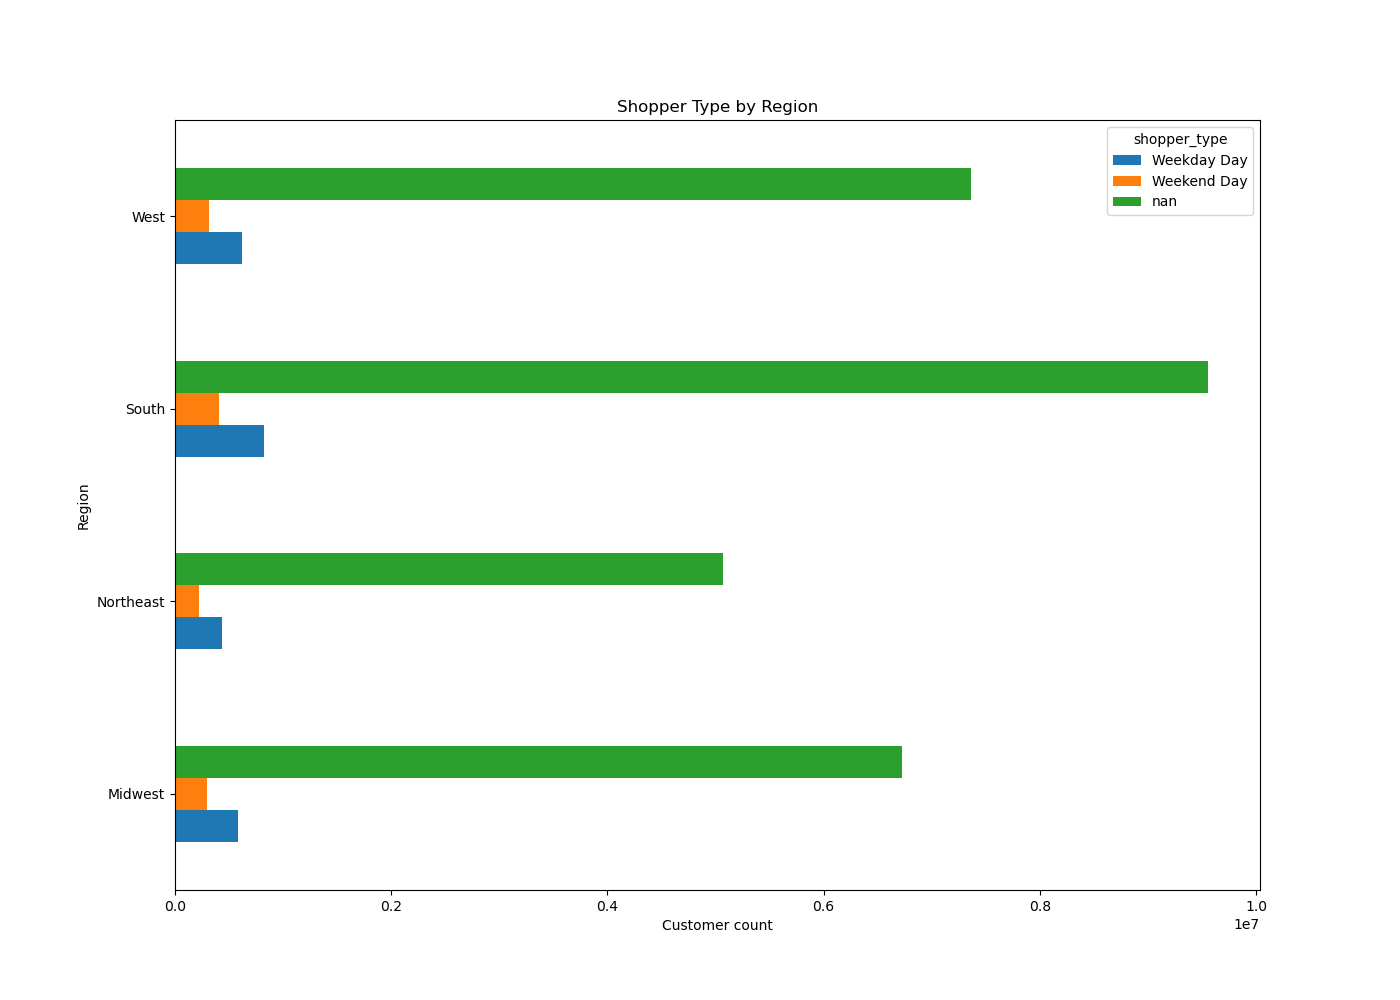 Shopper Type by Region
shopper_type
Weekday Day
Weekend Day
nan
West
South
Northeast
Midwest
Region
0.0 0.2 0.4 0.6 0.8 1.0
1e7
Customer count